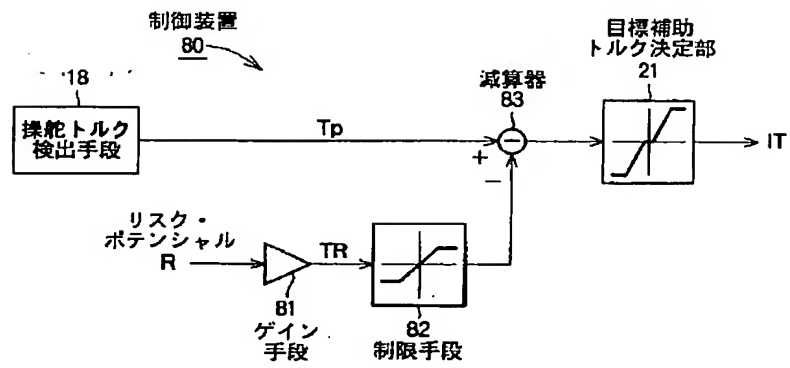 制御装置
80
18
操舵トルク
検出手段
Tp
減算器
83
+
−
−
目標補助
トルク決定部
21
IT
リスク・
ポテンシャル
R
81
ゲイン
手段
TR
82
制限手段